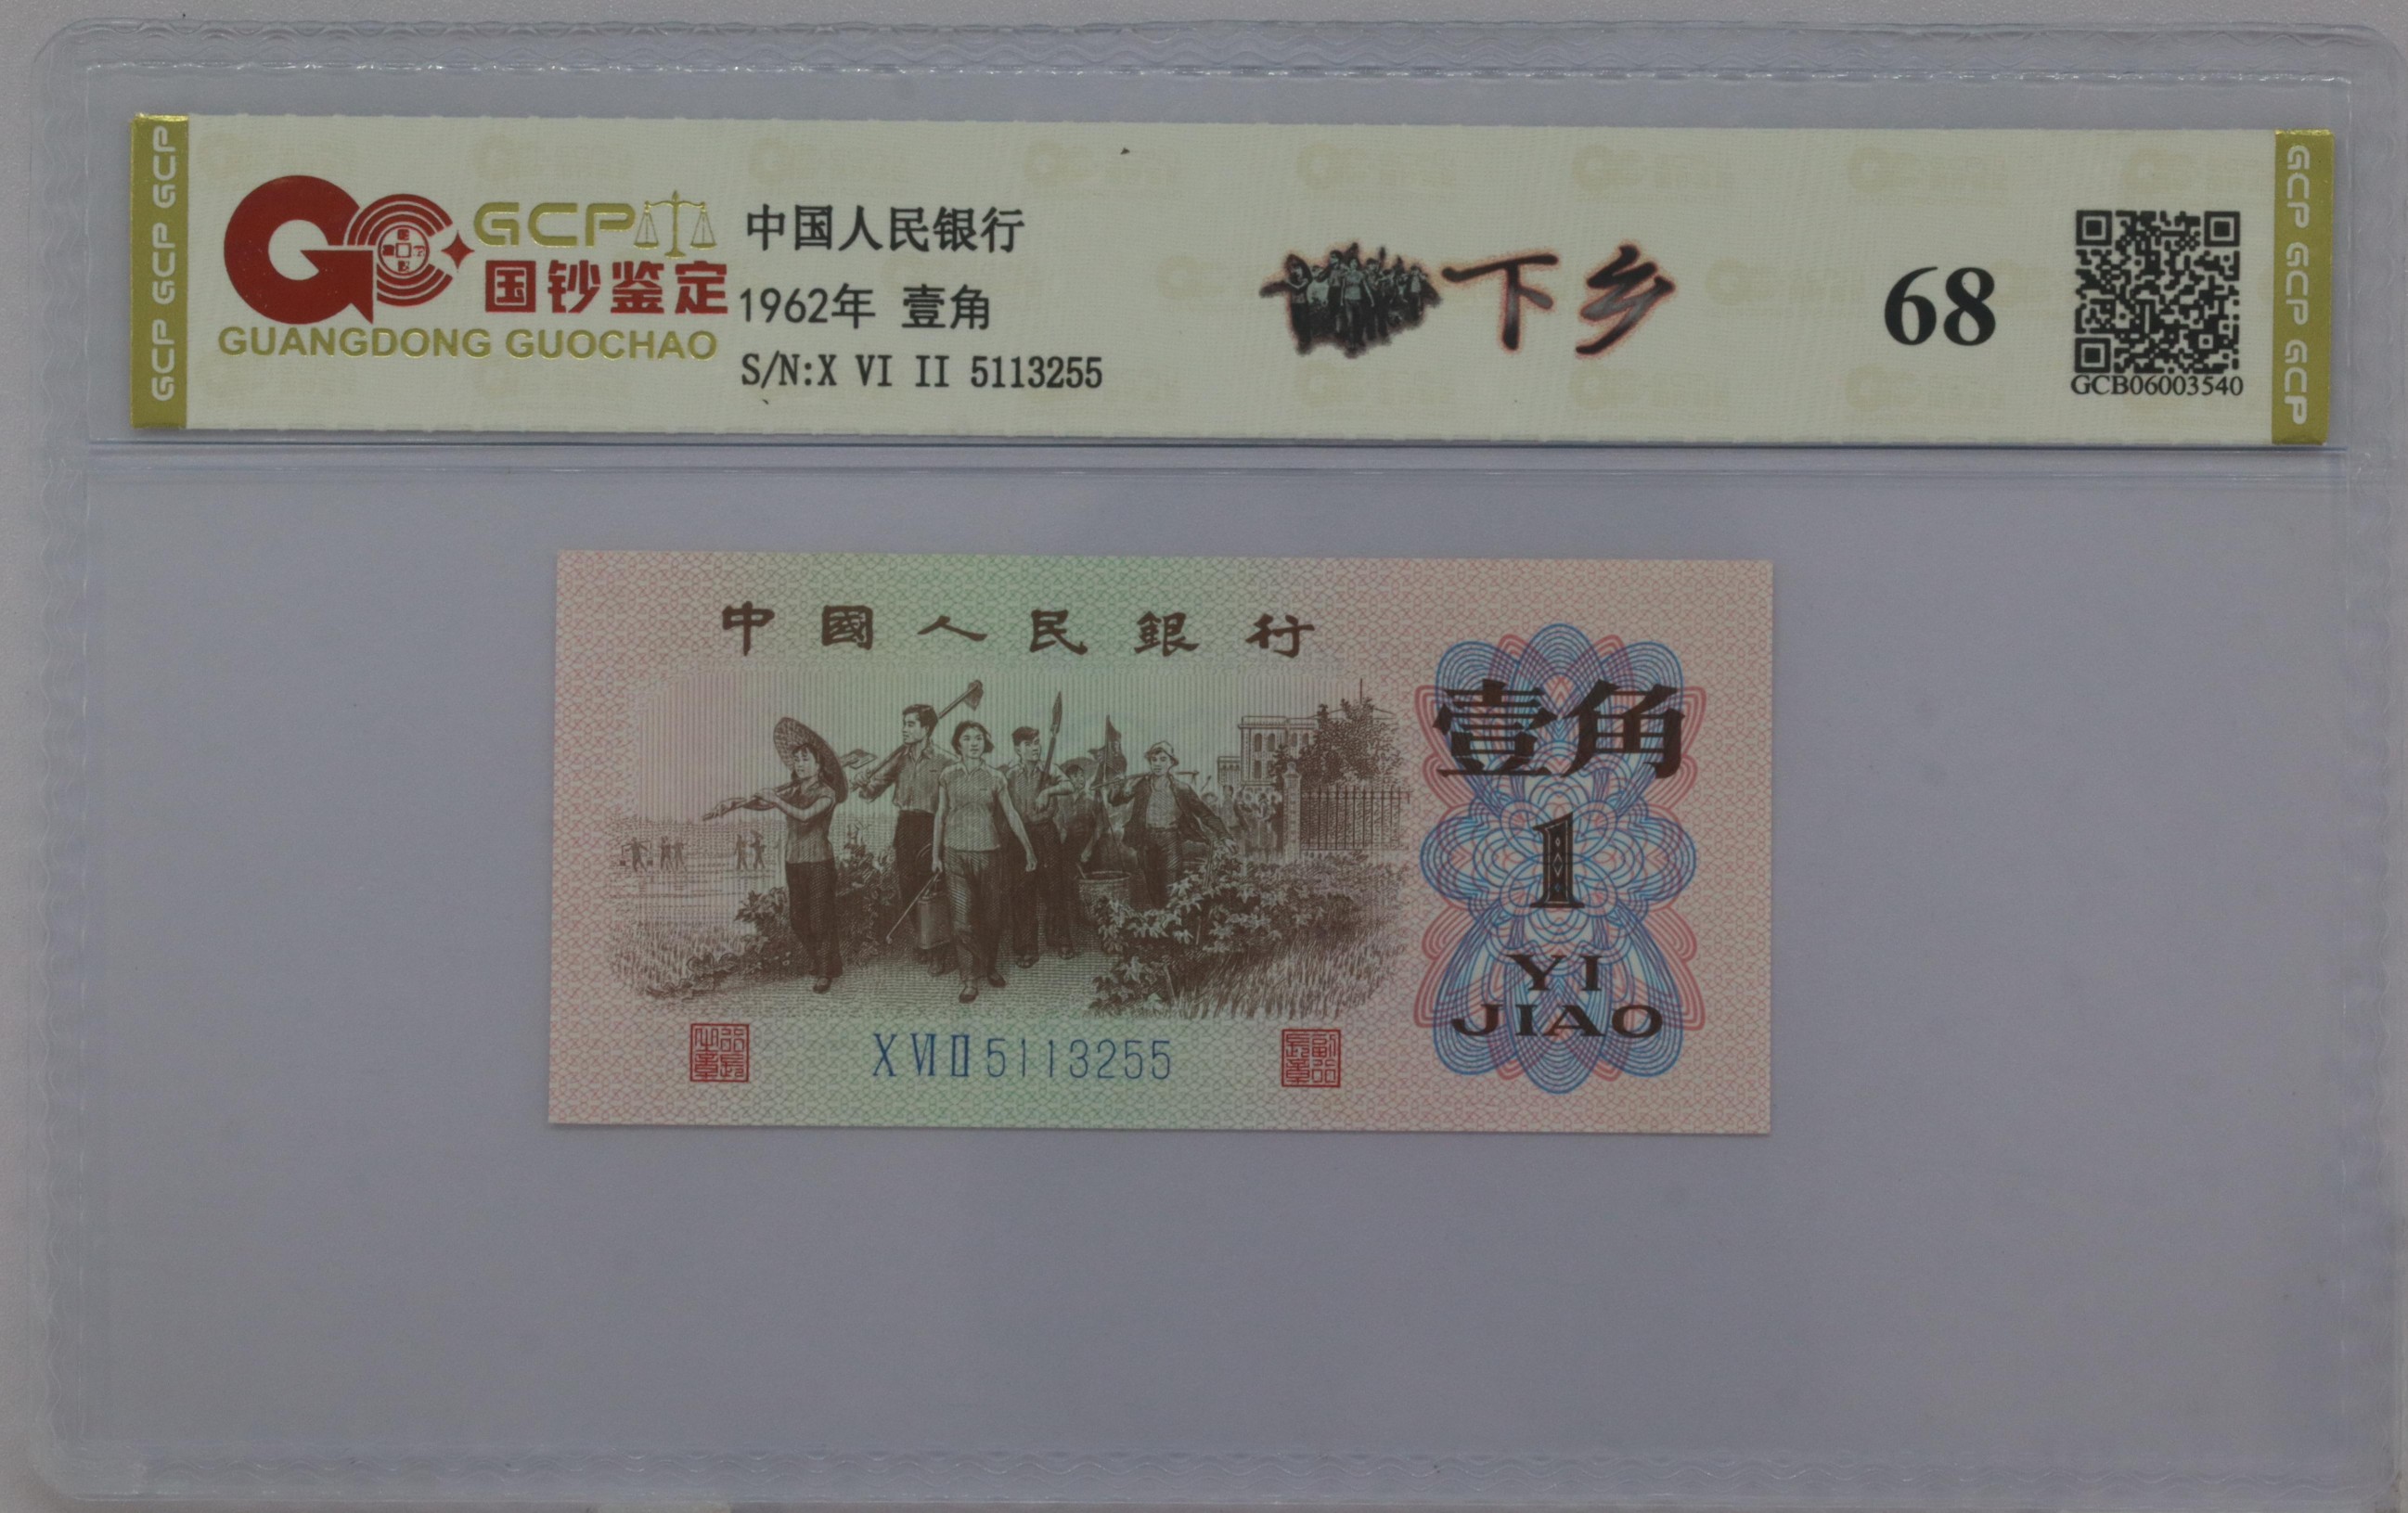 GCP GCP GCP GCP
GCP
国钞鉴定
GUANGDONG GUOCHAO
中国人民银行
1962年 壹角
S/N:X VI II 5113255
下乡
68
GCB06003540
GCP GCP GCP GCP
中國人民銀行
壹角
1
YI
JIAO
X VI II 5113255